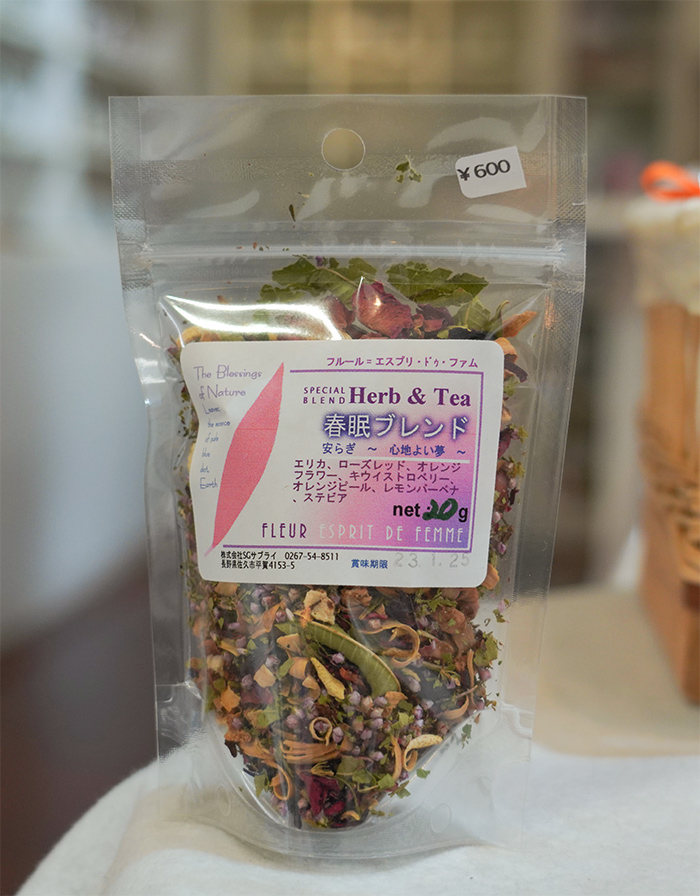 ¥600
The Blessings
of Nature
フルール=エスプリ・ドゥ・ファム
SPECIAL
BLEND Herb & Tea
春眠ブレンド
安らぎ ～ 心地よい夢 ～
エリカ、ローズレッド、オレンジ
フラワー、キウイストロベリー、
オレンジピール、レモンバーベナ
、ステビア
net 20g
FLEUR ESPRIT DE FEMME
株式会社SGサプライ 0267-54-8511
長野県佐久市平賀4153-5
賞味期限 23.1.25